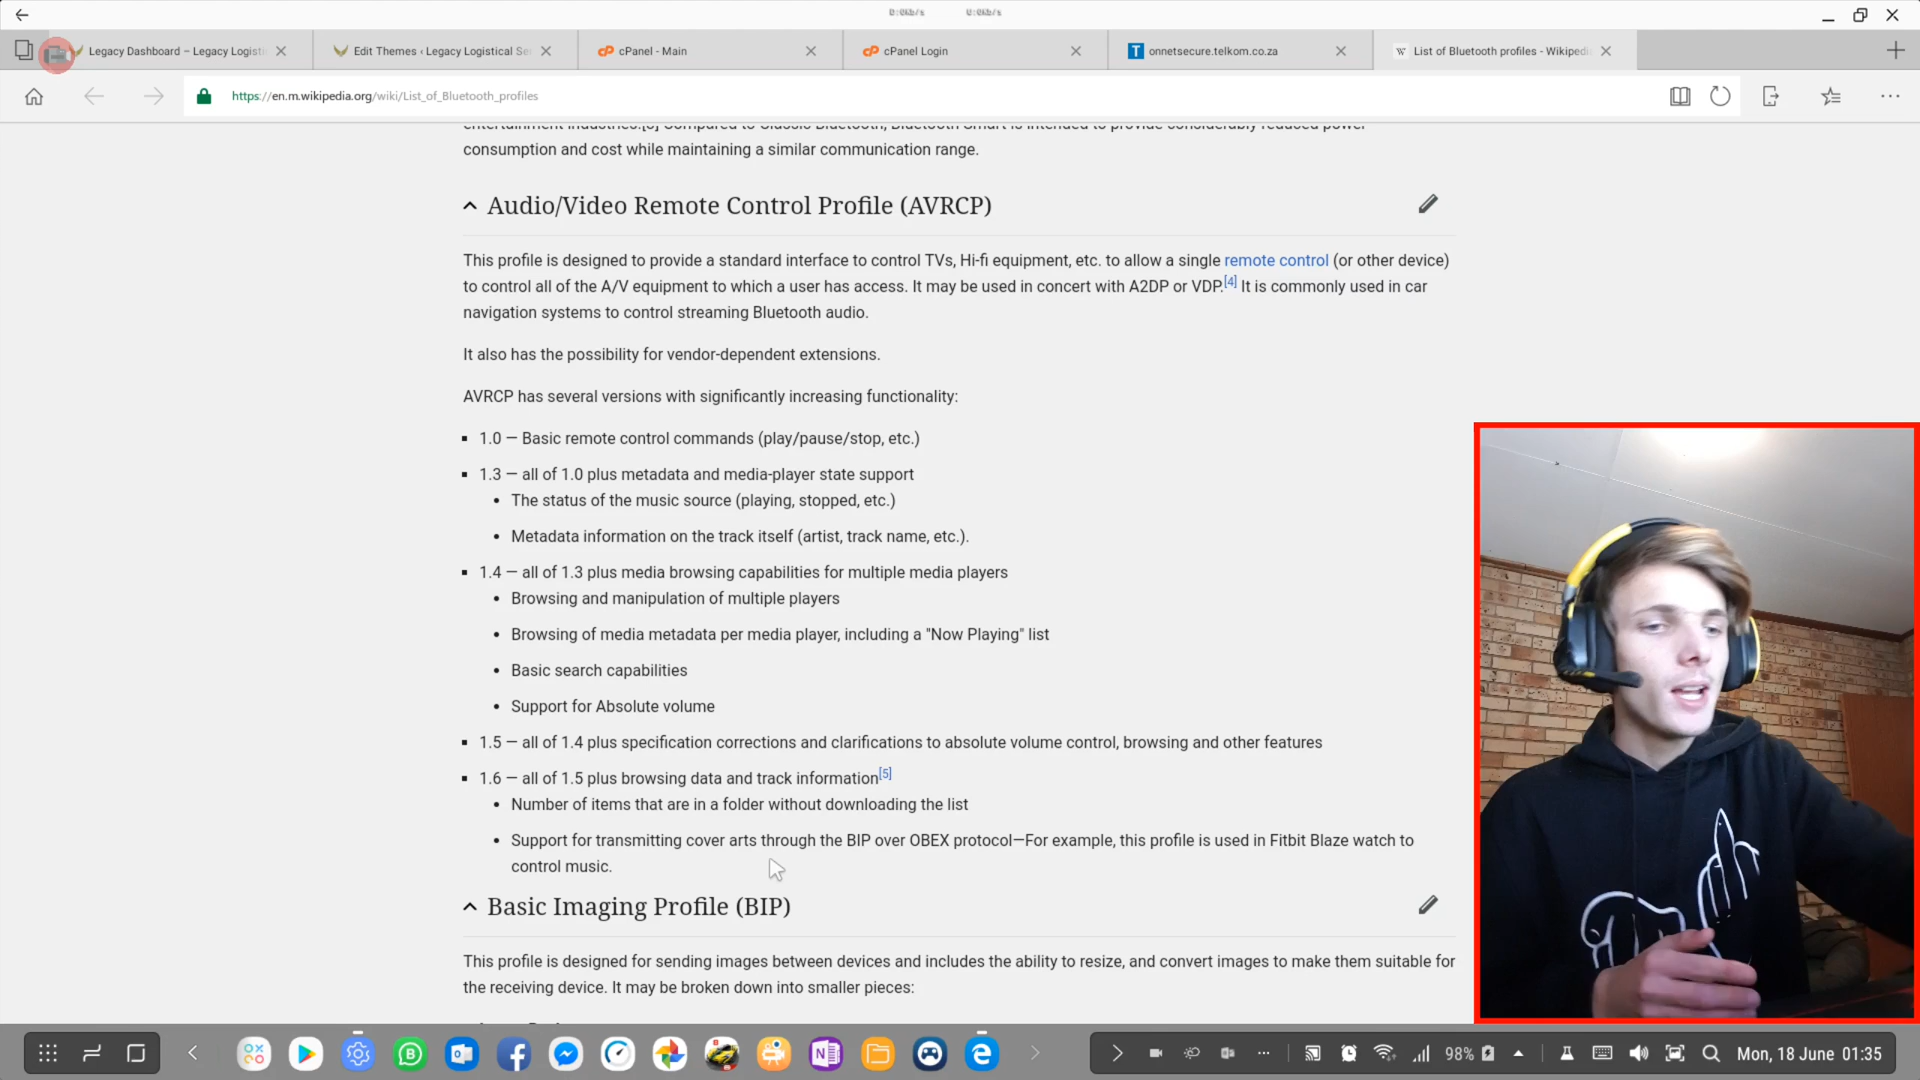 D:0Kb/s U:0Kb/s
Legacy Dashboard – Legacy Logisti
Edit Themes ‹ Legacy Logistical Se
cPanel - Main
cPanel Login
onnetsecure.telkom.co.za
List of Bluetooth profiles - Wikipedi
https://en.m.wikipedia.org/wiki/List_of_Bluetooth_profiles
entertainment industries.[3] Compared to Classic Bluetooth, Bluetooth Smart is intended to provide considerably reduced power
consumption and cost while maintaining a similar communication range.
Audio/Video Remote Control Profile (AVRCP)
This profile is designed to provide a standard interface to control TVs, Hi-fi equipment, etc. to allow a single remote control (or other device)
to control all of the A/V equipment to which a user has access. It may be used in concert with A2DP or VDP.[4] It is commonly used in car
navigation systems to control streaming Bluetooth audio.
It also has the possibility for vendor-dependent extensions.
AVRCP has several versions with significantly increasing functionality:
1.0 — Basic remote control commands (play/pause/stop, etc.)
1.3 — all of 1.0 plus metadata and media-player state support
The status of the music source (playing, stopped, etc.)
Metadata information on the track itself (artist, track name, etc.).
1.4 — all of 1.3 plus media browsing capabilities for multiple media players
Browsing and manipulation of multiple players
Browsing of media metadata per media player, including a "Now Playing" list
Basic search capabilities
Support for Absolute volume
1.5 — all of 1.4 plus specification corrections and clarifications to absolute volume control, browsing and other features
1.6 — all of 1.5 plus browsing data and track information[5]
Number of items that are in a folder without downloading the list
Support for transmitting cover arts through the BIP over OBEX protocol—For example, this profile is used in Fitbit Blaze watch to
control music.
Basic Imaging Profile (BIP)
This profile is designed for sending images between devices and includes the ability to resize, and convert images to make them suitable for
the receiving device. It may be broken down into smaller pieces:
98%
Mon, 18 June 01:35